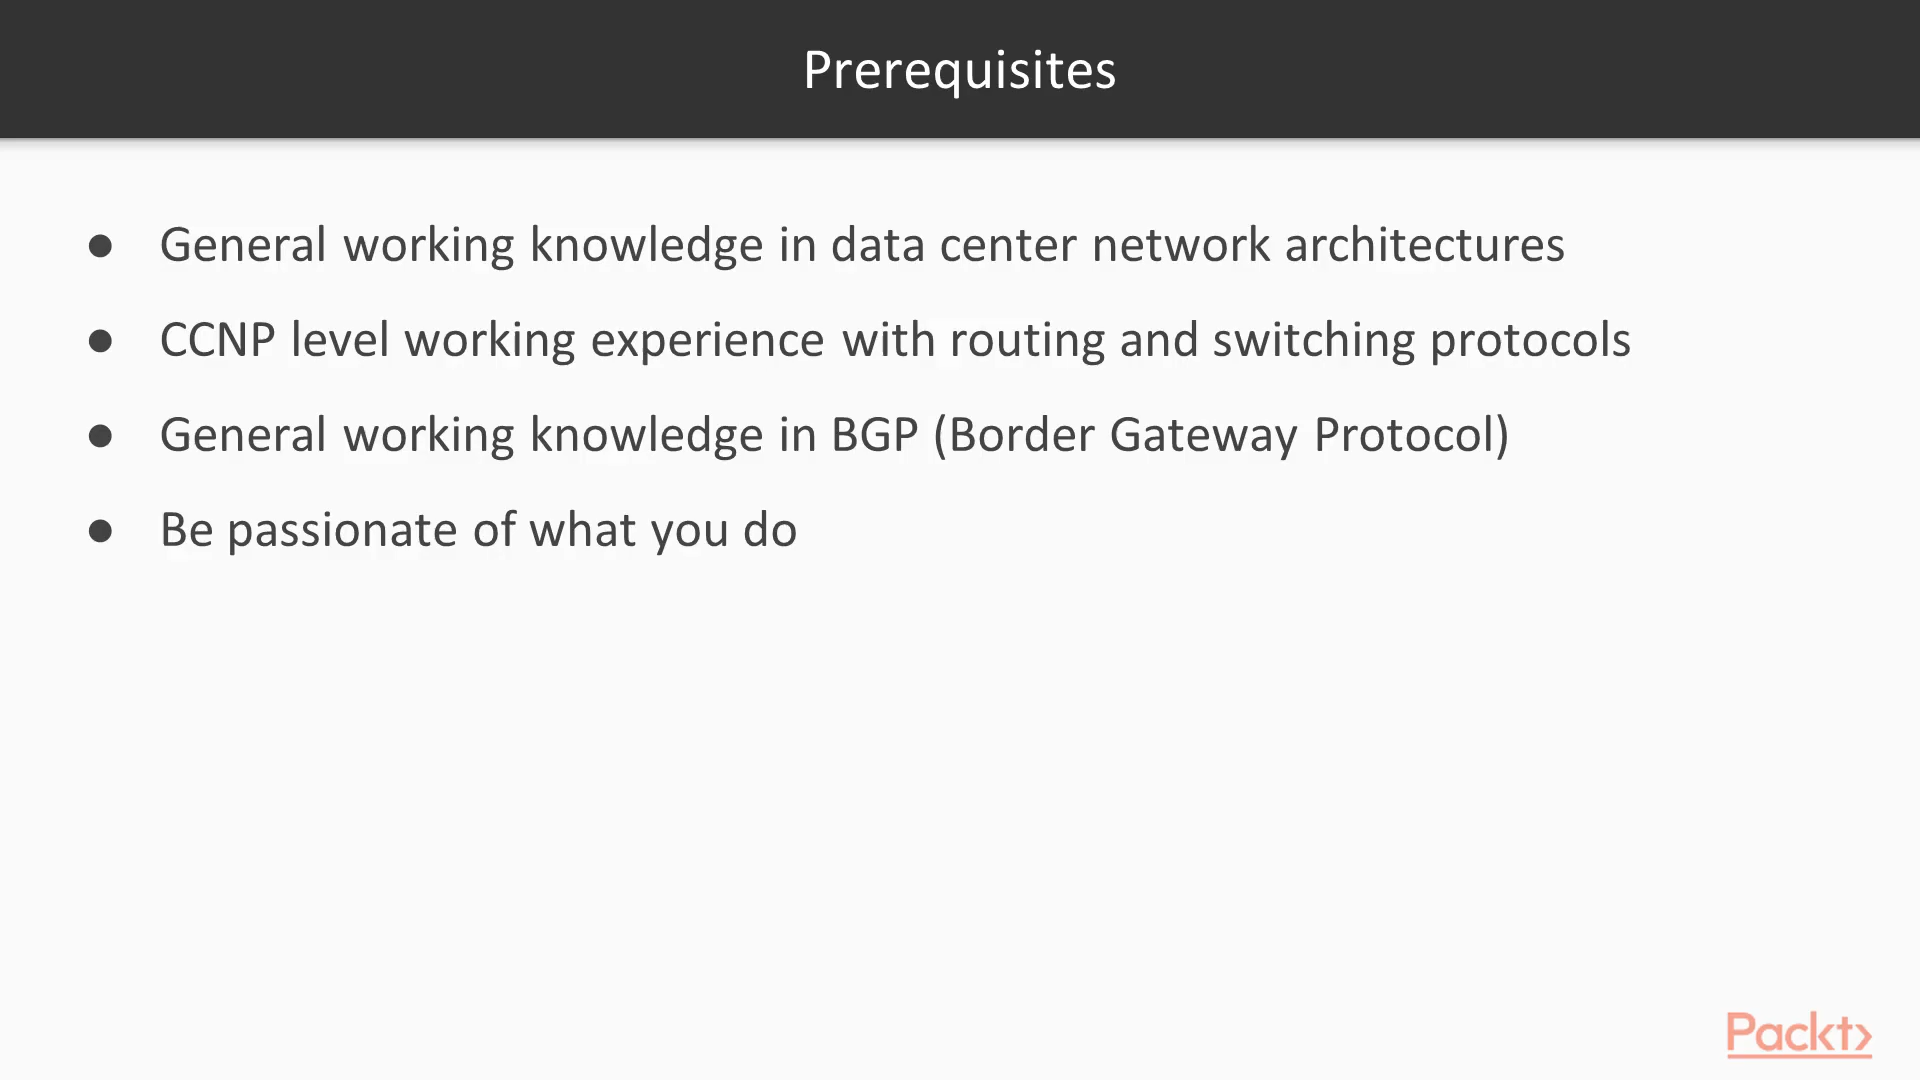 Prerequisites
● General working knowledge in data center network architectures
● CCNP level working experience with routing and switching protocols
● General working knowledge in BGP (Border Gateway Protocol)
● Be passionate of what you do
Packt>